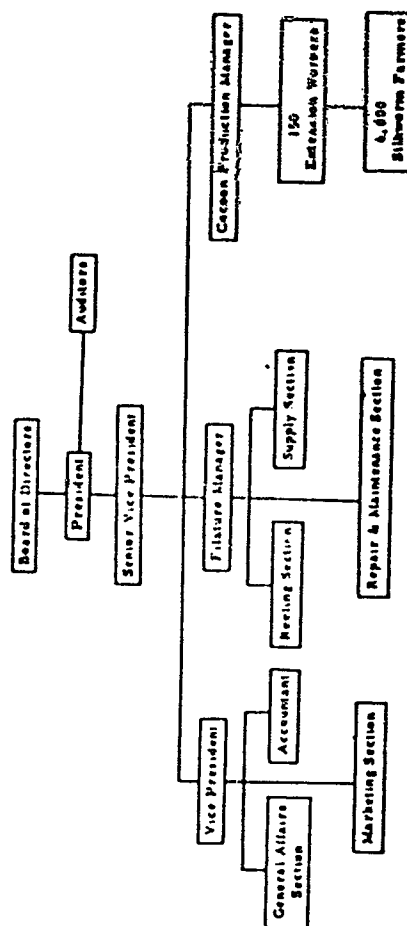 Board of Directors
President
Auditors
Senior Vice President
Vice President
Filature Manager
Cocoon Production Manager
General Affairs
Section
Accountant
Reeling Section
Supply Section
150
Extension Workers
Marketing Section
Repair & Maintenance Section
Silkworm Farmers